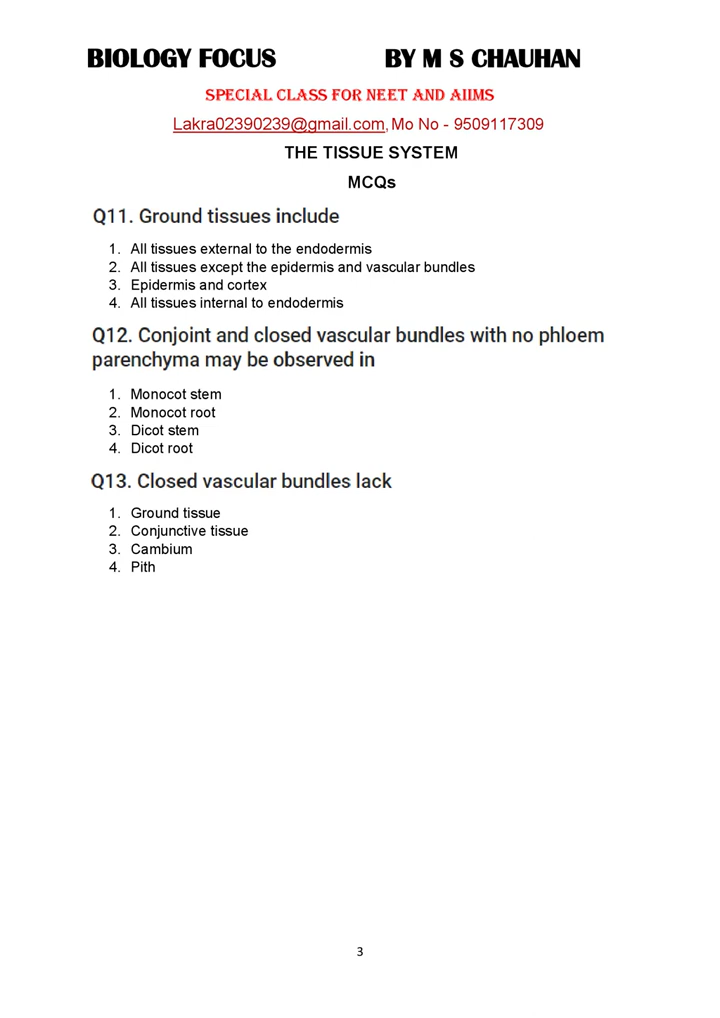 BIOLOGY FOCUS BY M S CHAUHAN
SPECIAL CLASS FOR NEET AND AIIMS
Lakra02390239@gmail.com, Mo No - 9509117309
THE TISSUE SYSTEM
MCQs
Q11. Ground tissues include
1. All tissues external to the endodermis
2. All tissues except the epidermis and vascular bundles
3. Epidermis and cortex
4. All tissues internal to endodermis
Q12. Conjoint and closed vascular bundles with no phloem
parenchyma may be observed in
1. Monocot stem
2. Monocot root
3. Dicot stem
4. Dicot root
Q13. Closed vascular bundles lack
1. Ground tissue
2. Conjunctive tissue
3. Cambium
4. Pith
3